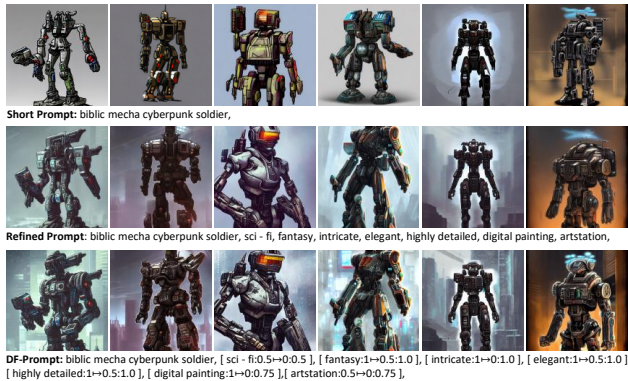 Short Prompt: biblic mecha cyberpunk soldier,
Refined Prompt: biblic mecha cyberpunk soldier, sci - fi, fantasy, intricate, elegant, highly detailed, digital painting, artstation,
DF-Prompt: biblic mecha cyberpunk soldier, [ sci - fi:0.5↦0:0.5 ], [ fantasy:1↦0.5:1.0 ], [ intricate:1↦0:1.0 ], [ elegant:1↦0.5:1.0 ]
[ highly detailed:1↦0.5:1.0 ], [ digital painting:1↦0:0.75 ],[ artstation:0.5↦0:0.75 ],